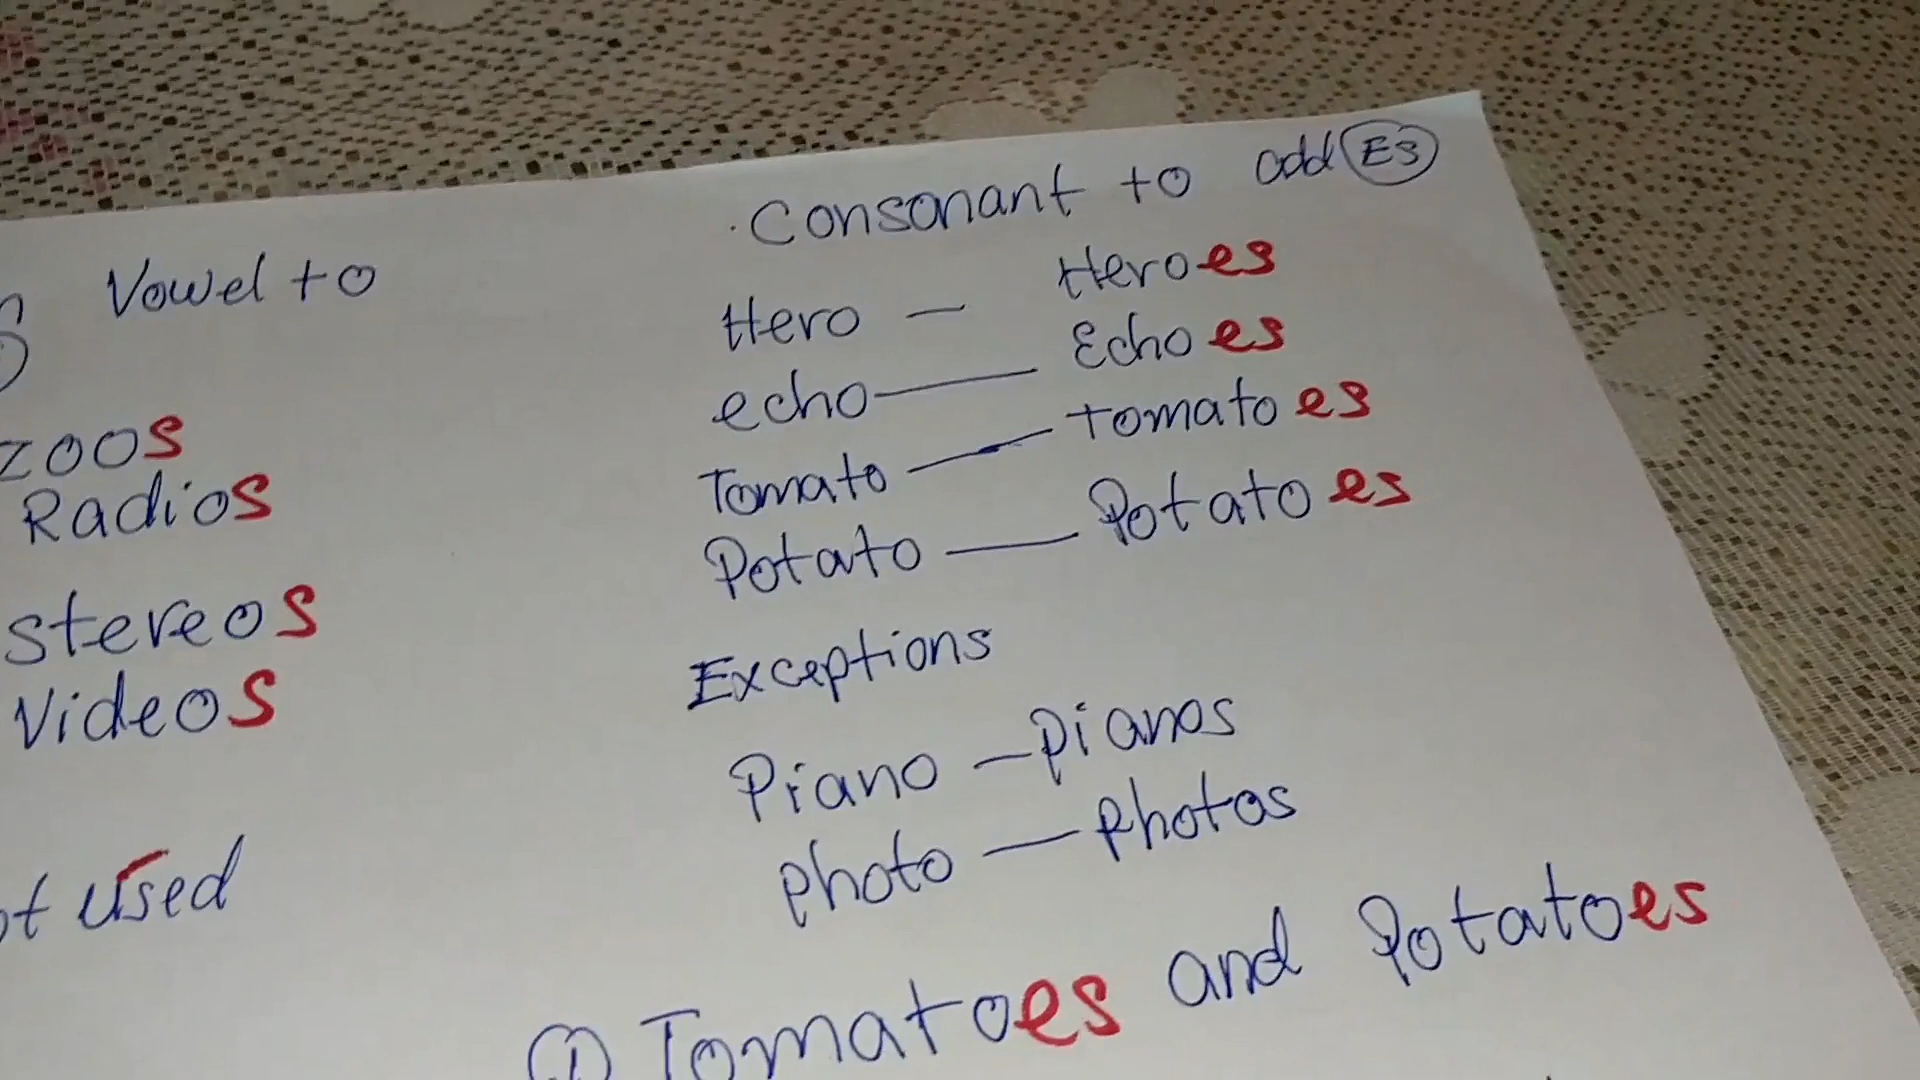 Vowel to
zoos
Radios
stereos
Videos
used
Consonant to add ES
Hero — Heroes
echo — Echoes
Tomato — Tomatoes
Potato — Potatoes
Exceptions
Piano — pianos
photo — photos
① Tomatoes and Potatoes